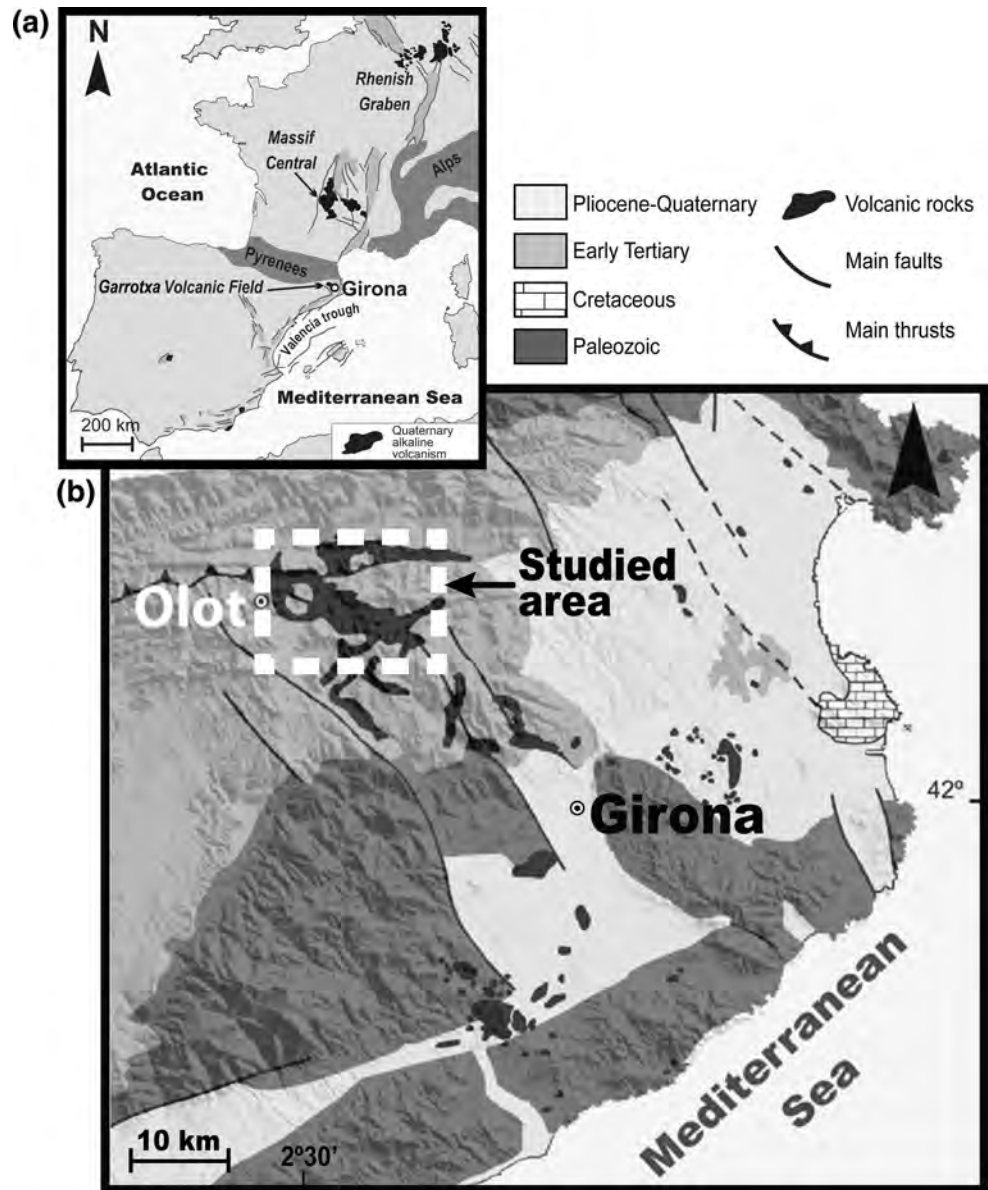 (a)
N
Rhenish
Graben
Massif
Central
Alps
Atlantic
Ocean
Pyrenees
Garrotxa Volcanic Field
Girona
Valencia trough
Mediterranean Sea
200 km
Quaternary
alkaline
volcanism
Pliocene-Quaternary
Early Tertiary
Cretaceous
Paleozoic
Volcanic rocks
Main faults
Main thrusts
(b)
Studied
area
Olot
Girona
42º
Mediterranean
Sea
10 km
2º30'